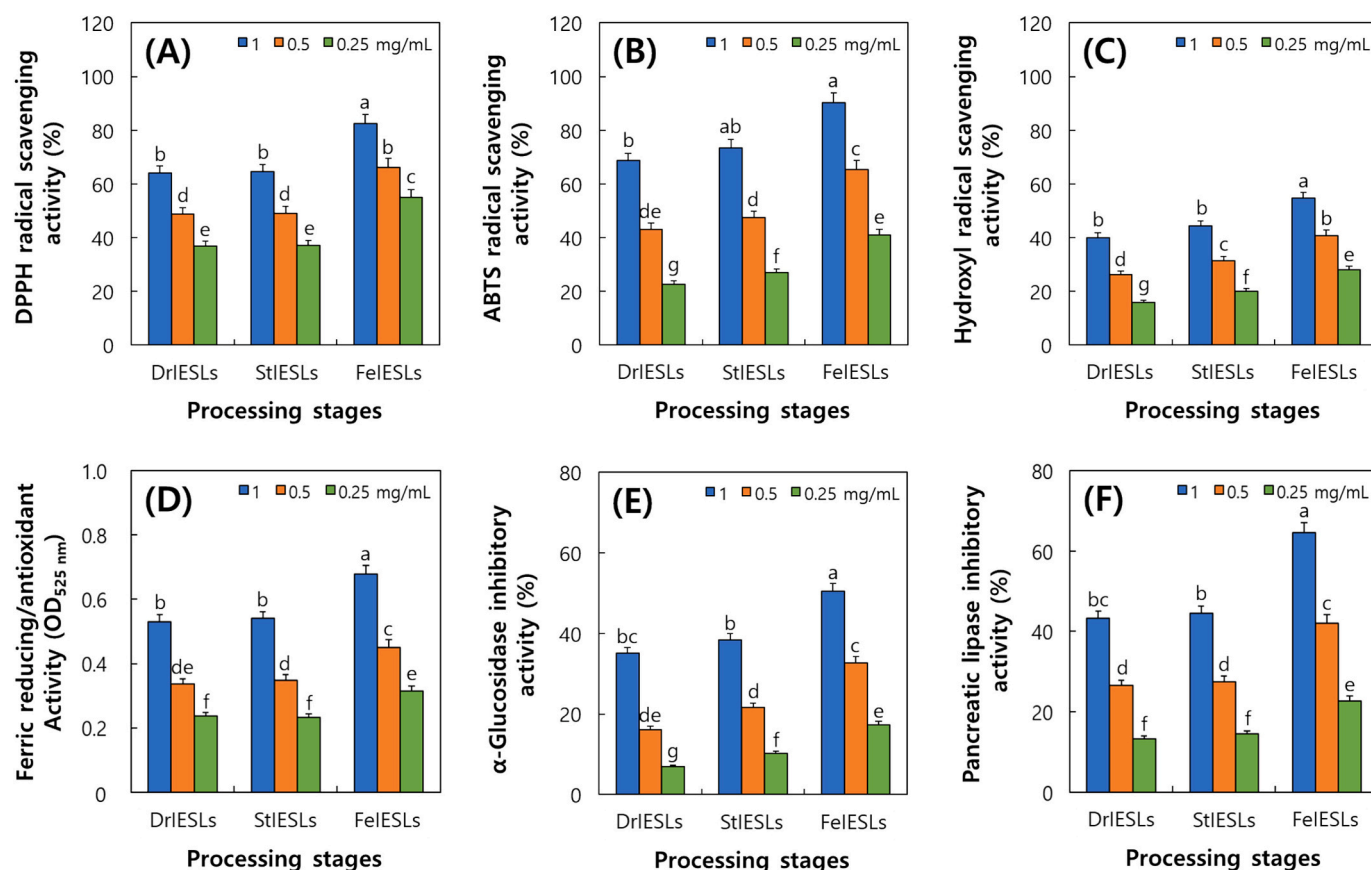 (A)
1 0.5 0.25 mg/mL
DPPH radical scavenging
activity (%)
120
100
80
60
40
20
0
a
b b b
c
d d
e e
DrIESLs StIESLs FeIESLs
Processing stages
(B)
1 0.5 0.25 mg/mL
ABTS radical scavenging
activity (%)
120
100
80
60
40
20
0
a
ab
b
c
d
de
e
f
g
DrIESLs StIESLs FeIESLs
Processing stages
(C)
1 0.5 0.25 mg/mL
Hydroxyl radical scavenging
activity (%)
120
100
80
60
40
20
0
a
b b b
c
d
e
f
g
DrIESLs StIESLs FeIESLs
Processing stages
(D)
1 0.5 0.25 mg/mL
Ferric reducing/antioxidant
Activity (OD525 nm)
1.0
0.8
0.6
0.4
0.2
0
a
b b
c
de d
e
f f
DrIESLs StIESLs FeIESLs
Processing stages
(E)
1 0.5 0.25 mg/mL
α-Glucosidase inhibitory
activity (%)
80
60
40
20
0
a
bc b
c
d
de
e
f
g
DrIESLs StIESLs FeIESLs
Processing stages
(F)
1 0.5 0.25 mg/mL
Pancreatic lipase inhibitory
activity (%)
80
60
40
20
0
a
bc b
c
d d
e
f f
DrIESLs StIESLs FeIESLs
Processing stages